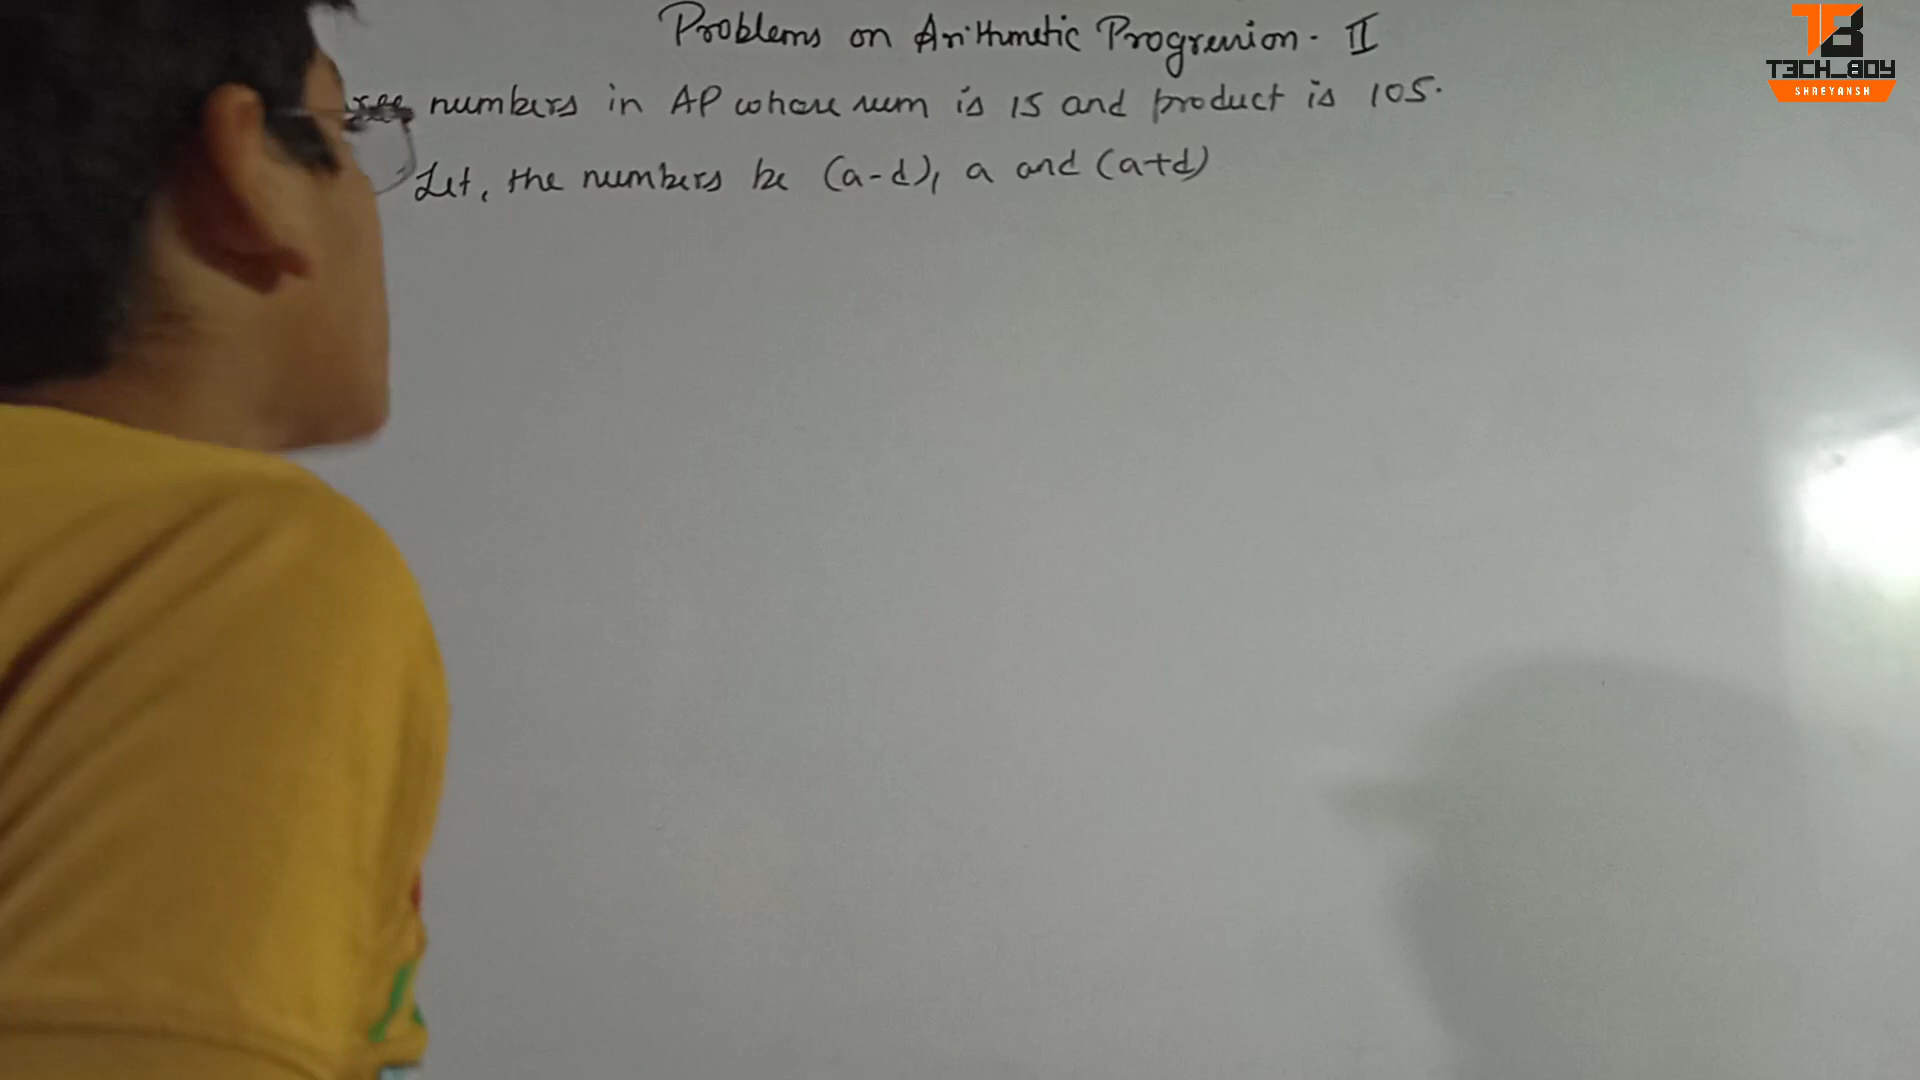 Problems on Arithmetic Progression - II
numbers in AP whose sum is 15 and product is 105.
Let, the numbers be (a-d), a and (a+d)
T3CH_BOY
SHREYANSH